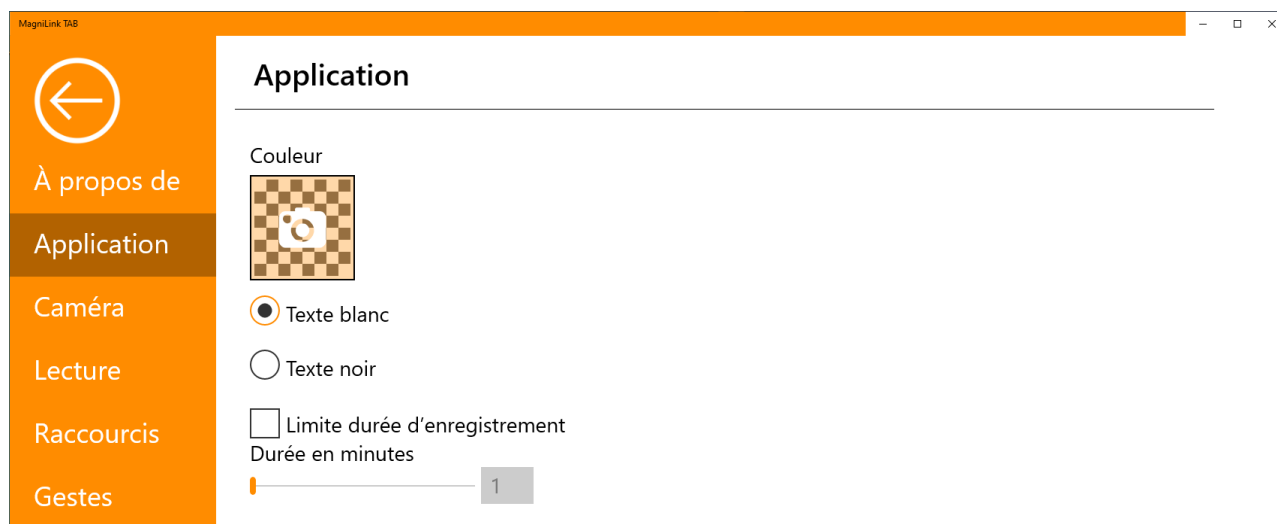 MagniLink TAB
Application
À propos de
Application
Caméra
Lecture
Raccourcis
Gestes
Couleur
Texte blanc
Texte noir
Limite durée d’enregistrement
Durée en minutes
1